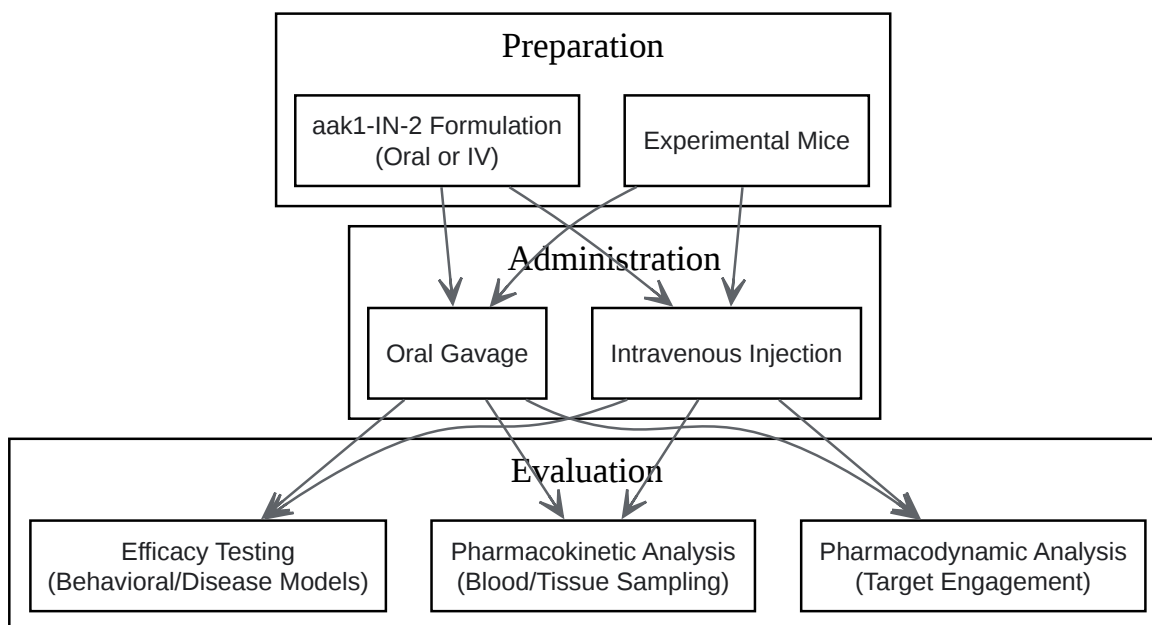 Preparation
aak1-IN-2 Formulation
(Oral or IV)
Experimental Mice
Administration
Oral Gavage
Intravenous Injection
Evaluation
Efficacy Testing
(Behavioral/Disease Models)
Pharmacokinetic Analysis
(Blood/Tissue Sampling)
Pharmacodynamic Analysis
(Target Engagement)